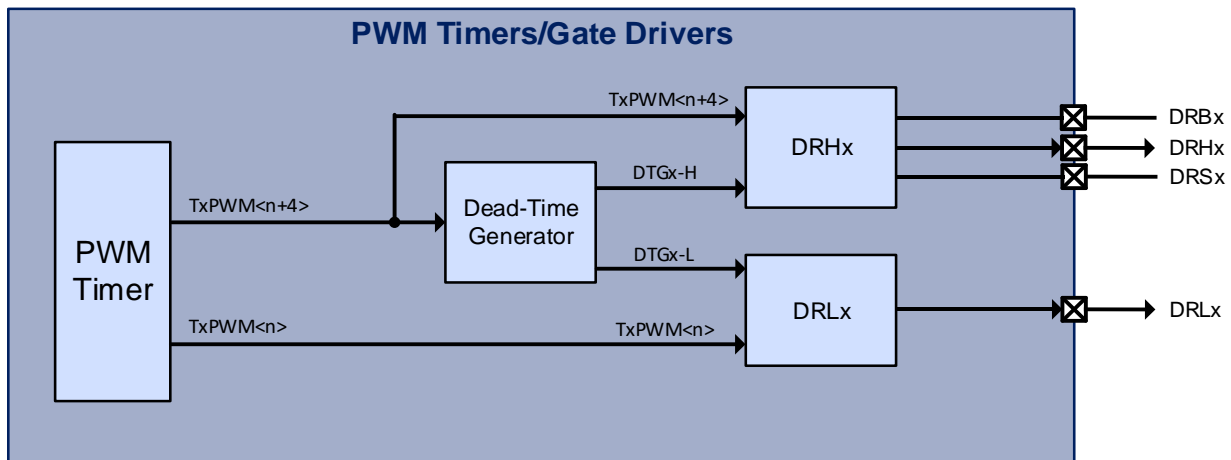 PWM Timers/Gate Drivers
TxPWM<n+4>
DRHx
DRBx
DRHx
DRSx
DTGx-H
TxPWM<n+4>
Dead-Time
Generator
PWM
Timer
DTGx-L
DRLx
DRLx
TxPWM<n>
TxPWM<n>